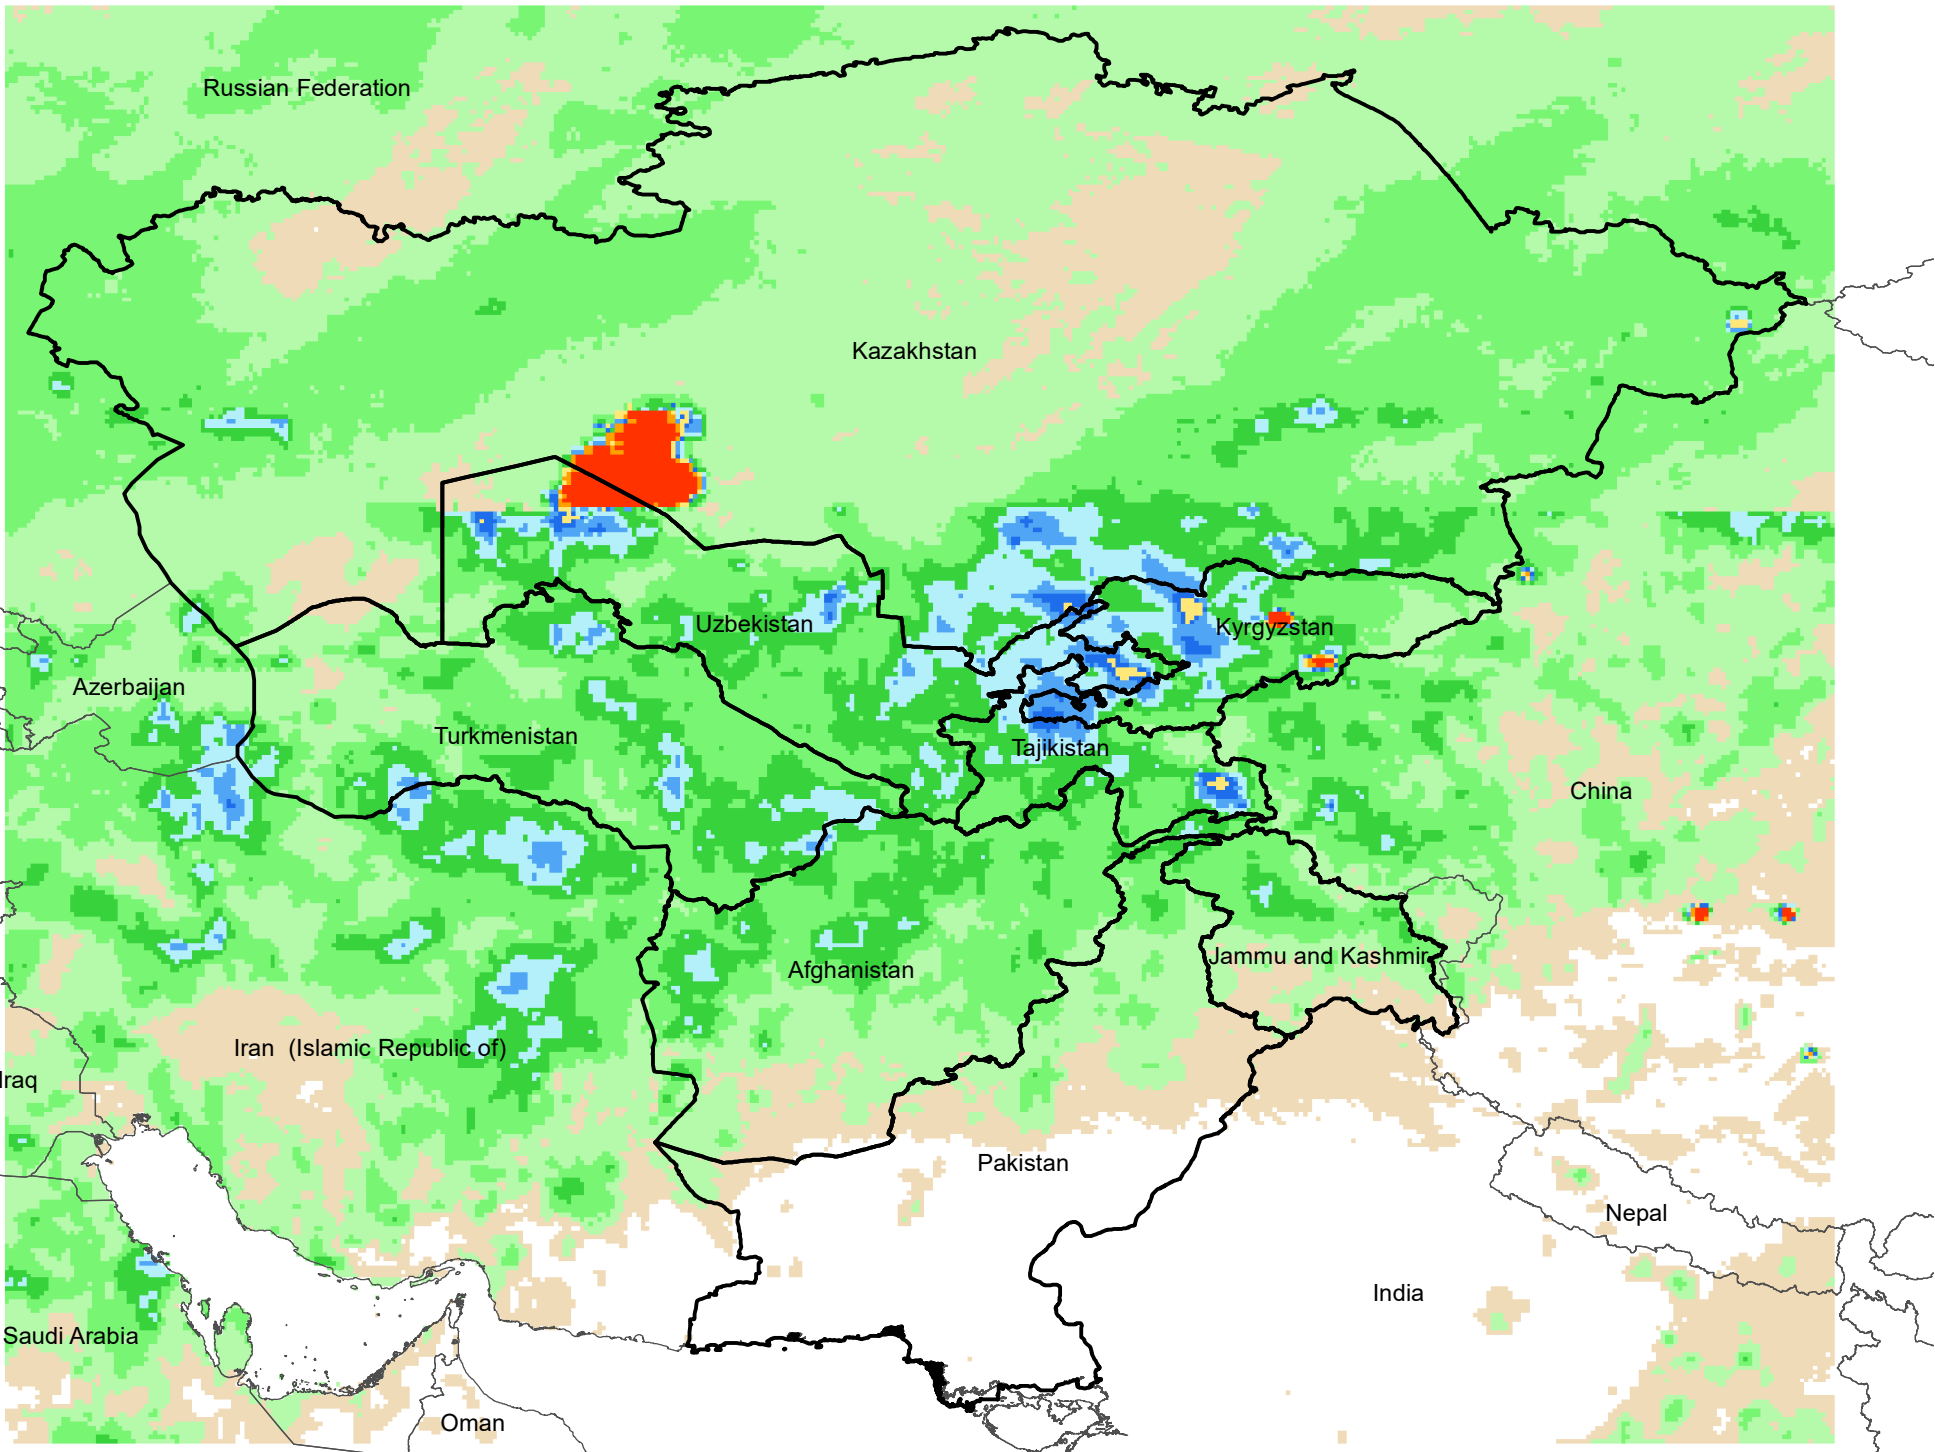 Russian Federation
Kazakhstan
Uzbekistan
Kyrgyzstan
Azerbaijan
Turkmenistan
Tajikistan
China
Jammu and Kashmir
Afghanistan
Iran  (Islamic Republic of)
Iraq
Pakistan
Nepal
India
Saudi Arabia
Oman